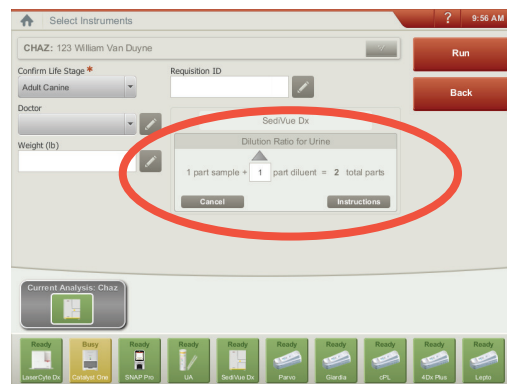 Select Instruments
? 9:56 AM
CHAZ: 123 William Van Duyne
Run
Confirm Life Stage *
Requisition ID
Adult Canine
Back
Doctor
SediVue Dx
Dilution Ratio for Urine
Weight (lb)
1 part sample + 1 part diluent = 2 total parts
Cancel Instructions
Current Analysis: Chaz
Ready Busy Ready Ready Ready Ready Ready Ready Ready Ready
LaserCyte Dx Catalyst One SNAP Pro UA SediVue Dx Parvo Giardia cPL 4Dx Plus Lepto